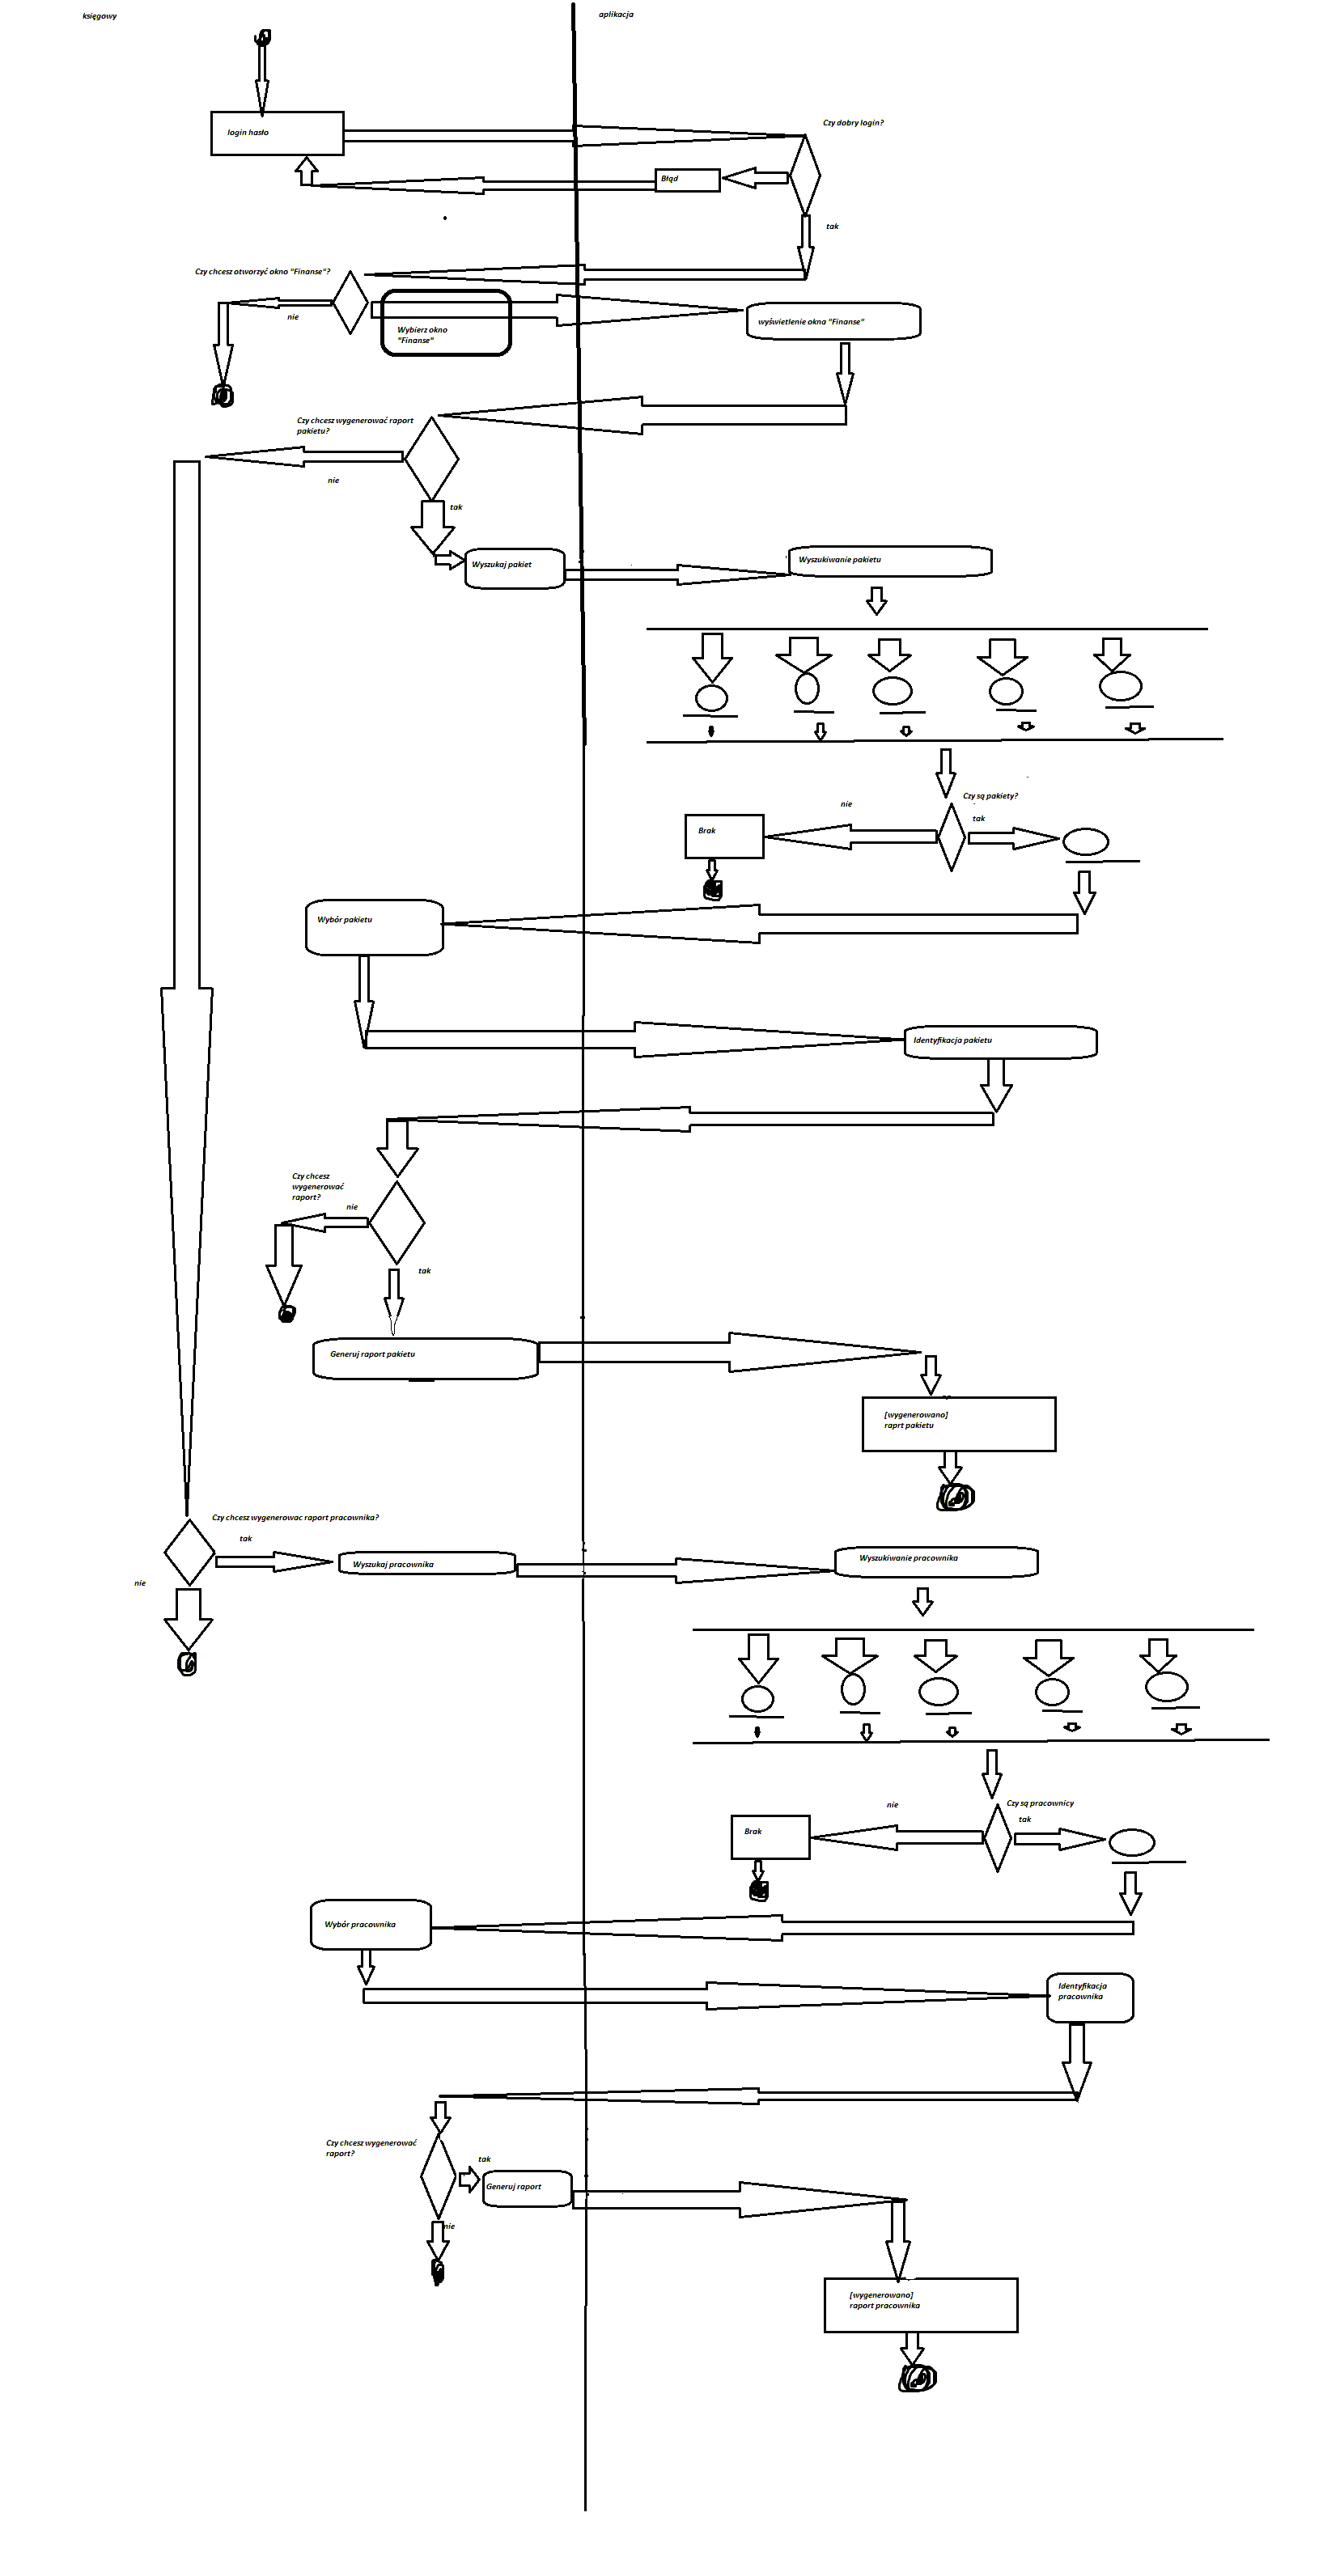 księgowy
aplikacja
login hasło
Czy dobry login?
Błąd
tak
Czy chcesz otworzyć okno "Finanse"?
nie
Wybierz okno
"Finanse"
wyświetlenie okna "Finanse"
Czy chcesz wygenerować raport
pakietu?
nie
tak
Wyszukaj pakiet
Wyszukiwanie pakietu
Czy są pakiety?
nie
tak
Brak
Wybór pakietu
Identyfikacja pakietu
Czy chcesz
wygenerować
raport?
nie
tak
Generuj raport pakietu
[wygenerowano]
raprt pakietu
Czy chcesz wygenerowac raport pracownika?
tak
nie
Wyszukaj pracownika
Wyszukiwanie pracownika
Czy są pracownicy
nie
tak
Brak
Wybór pracownika
Identyfikacja
pracownika
Czy chcesz wygenerować
raport?
tak
Generuj raport
nie
[wygenerowano]
raport pracownika